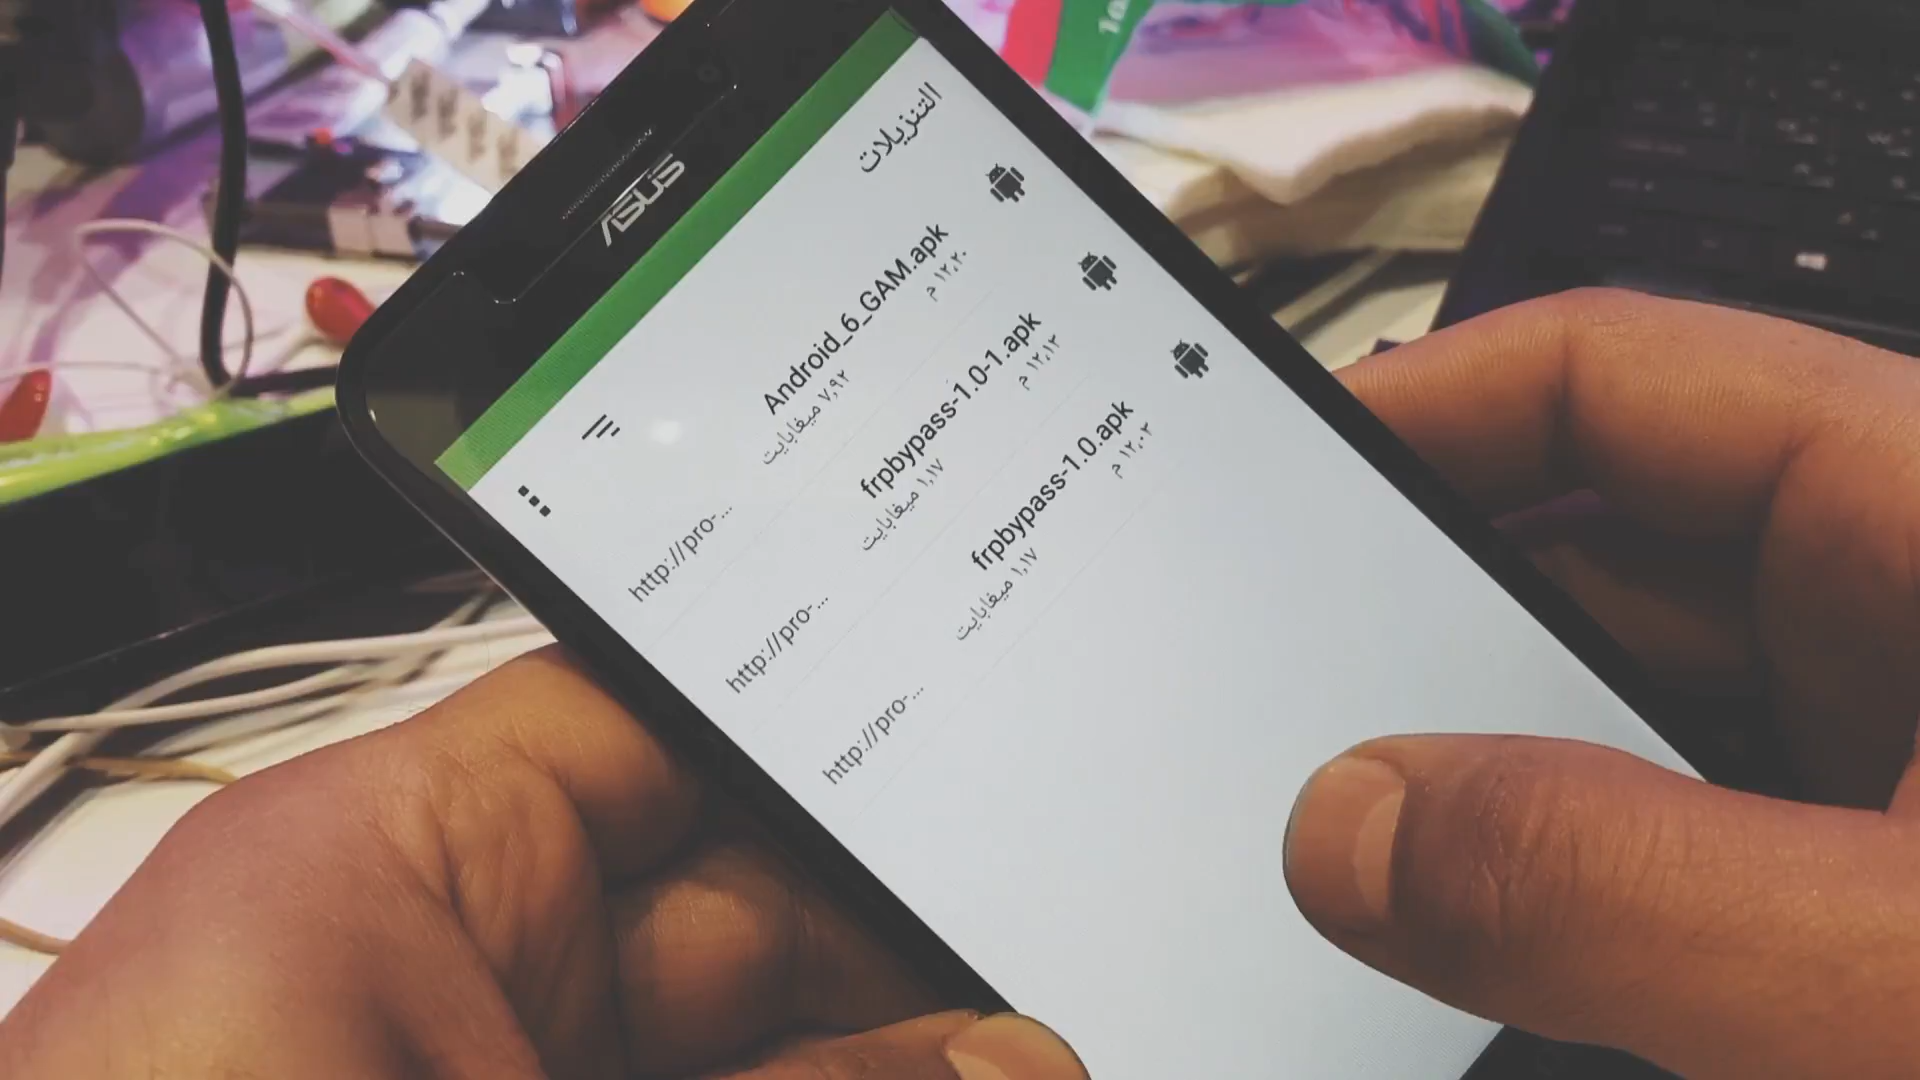 ASUS
التنزيلات
Android_6_GAM.apk
١٢،٢٠ م
٧,٩٢ ميغابايت
http://pro-...
frpbypass-1.0-1.apk
١٢،١٣ م
١,١٧ ميغابايت
http://pro-...
frpbypass-1.0.apk
١٢،٠٣ م
١,١٧ ميغابايت
http://pro-...